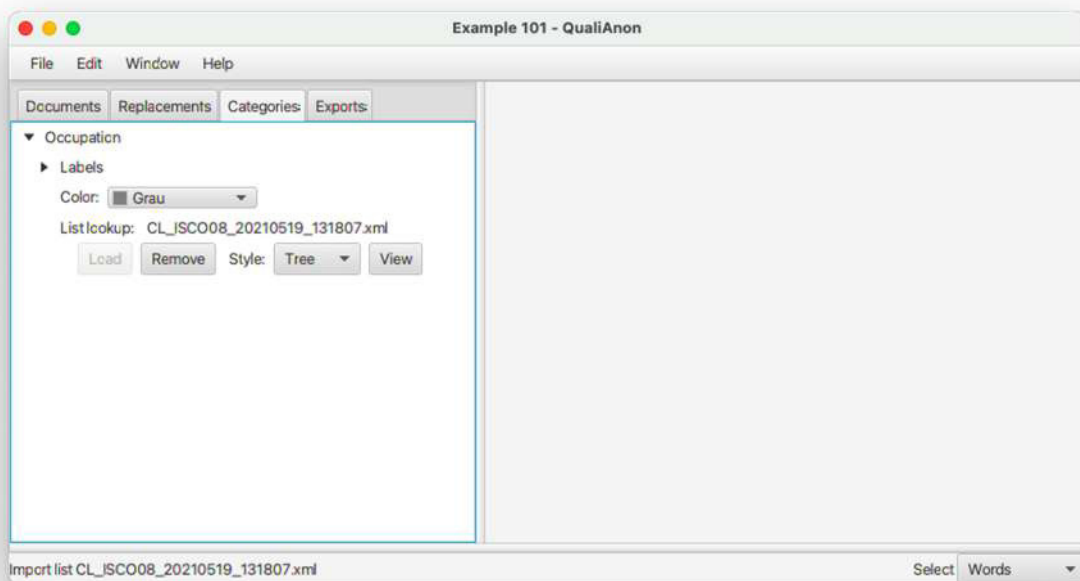 Example 101 - QualiAnon
File Edit Window Help
Documents Replacements Categories Exports
Occupation
Labels
Color: Grau
List lookup: CL_ISCO08_20210519_131807.xml
Load Remove Style: Tree View
Import list CL_ISCO08_20210519_131807.xml Select Words